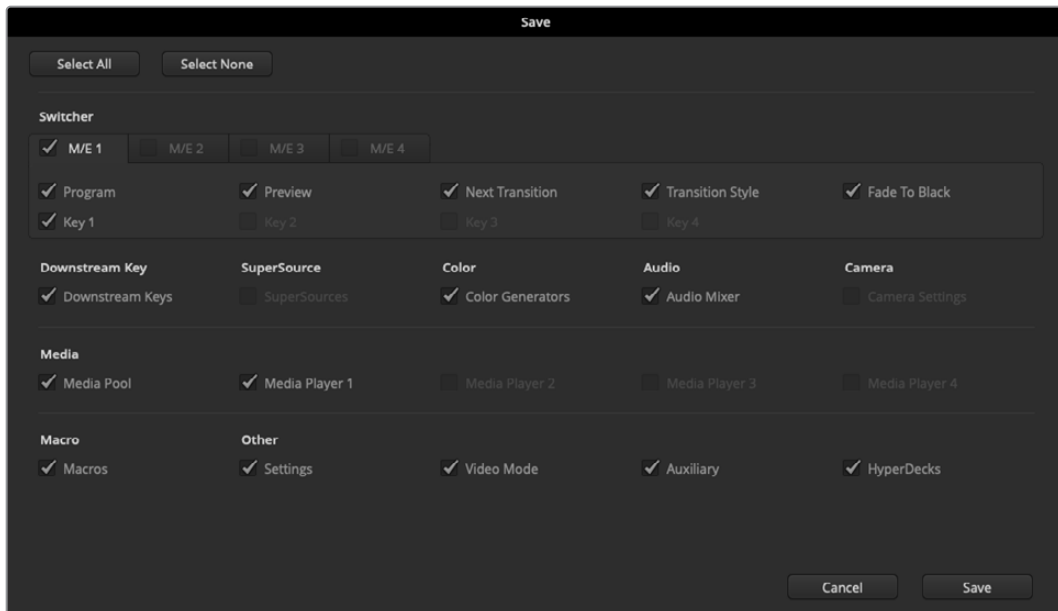 Save
Select All Select None
Switcher
M/E 1 M/E 2 M/E 3 M/E 4
Program Preview Next Transition Transition Style Fade To Black
Key 1 Key 2 Key 3 Key 4
Downstream Key SuperSource Color Audio Camera
Downstream Keys SuperSources Color Generators Audio Mixer Camera Settings
Media
Media Pool Media Player 1 Media Player 2 Media Player 3 Media Player 4
Macro Other
Macros Settings Video Mode Auxiliary HyperDecks
Cancel Save